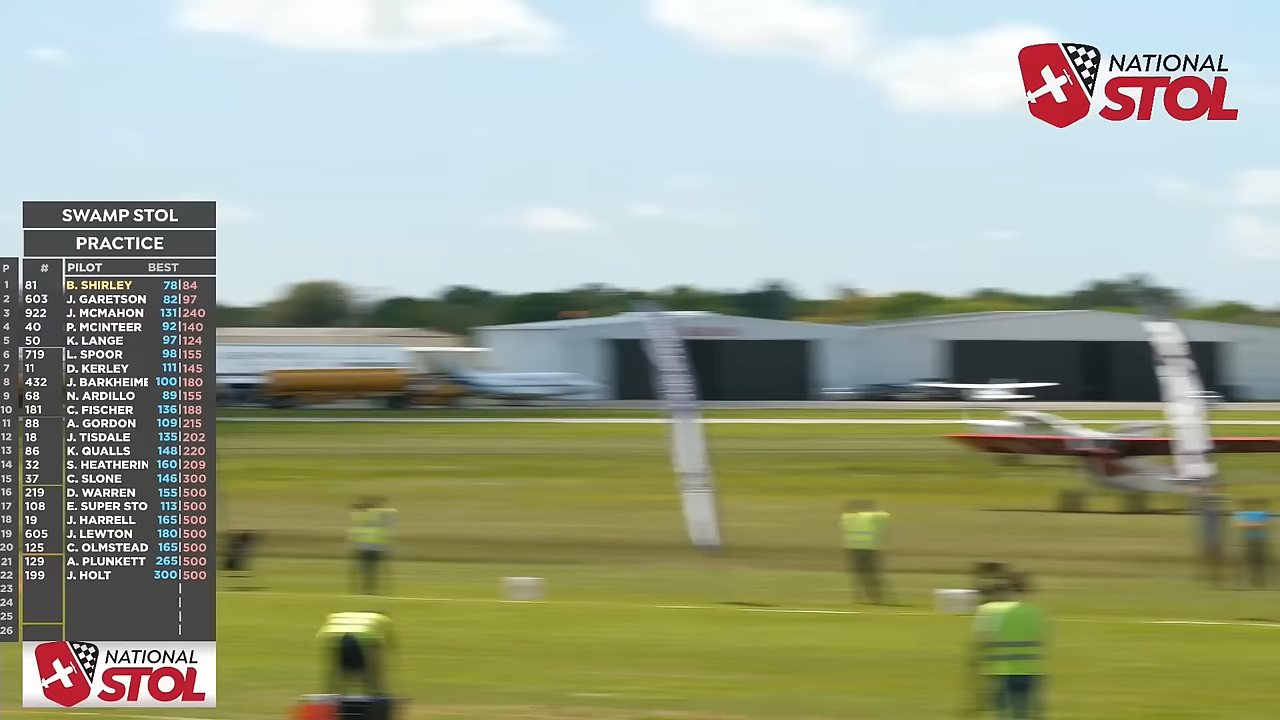 NATIONAL
STOL
SWAMP STOL
PRACTICE
P # PILOT BEST
1 81 B. SHIRLEY 78 84
2 603 J. GARETSON 82 97
3 922 J. MCMAHON 131 240
4 40 P. MCINTEER 92 140
5 50 K. LANGE 97 124
6 719 L. SPOOR 98 155
7 11 D. KERLEY 111 145
8 432 J. BARKHEIME 100 180
9 68 N. ARDILLO 89 155
10 181 C. FISCHER 136 188
11 88 A. GORDON 109 215
12 18 J. TISDALE 135 202
13 86 K. QUALLS 148 220
14 32 S. HEATHERIN 160 209
15 37 C. SLONE 146 300
16 219 D. WARREN 155 500
17 108 E. SUPER STO 113 500
18 19 J. HARRELL 165 500
19 605 J. LEWTON 180 500
20 125 C. OLMSTEAD 165 500
21 129 A. PLUNKETT 265 500
22 199 J. HOLT 300 500
23
24
25
26
NATIONAL
STOL